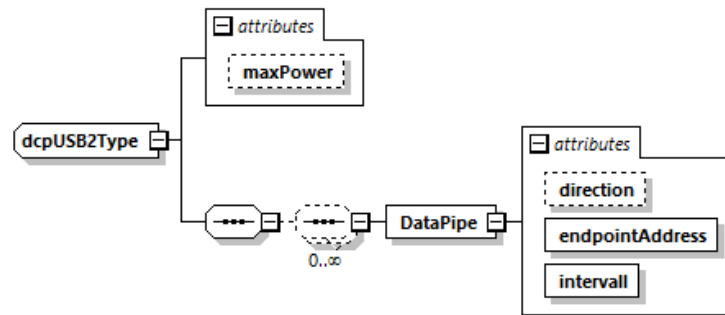 attributes
maxPower
dcpUSB2Type
attributes
direction
DataPipe
endpointAddress
0..∞
intervall